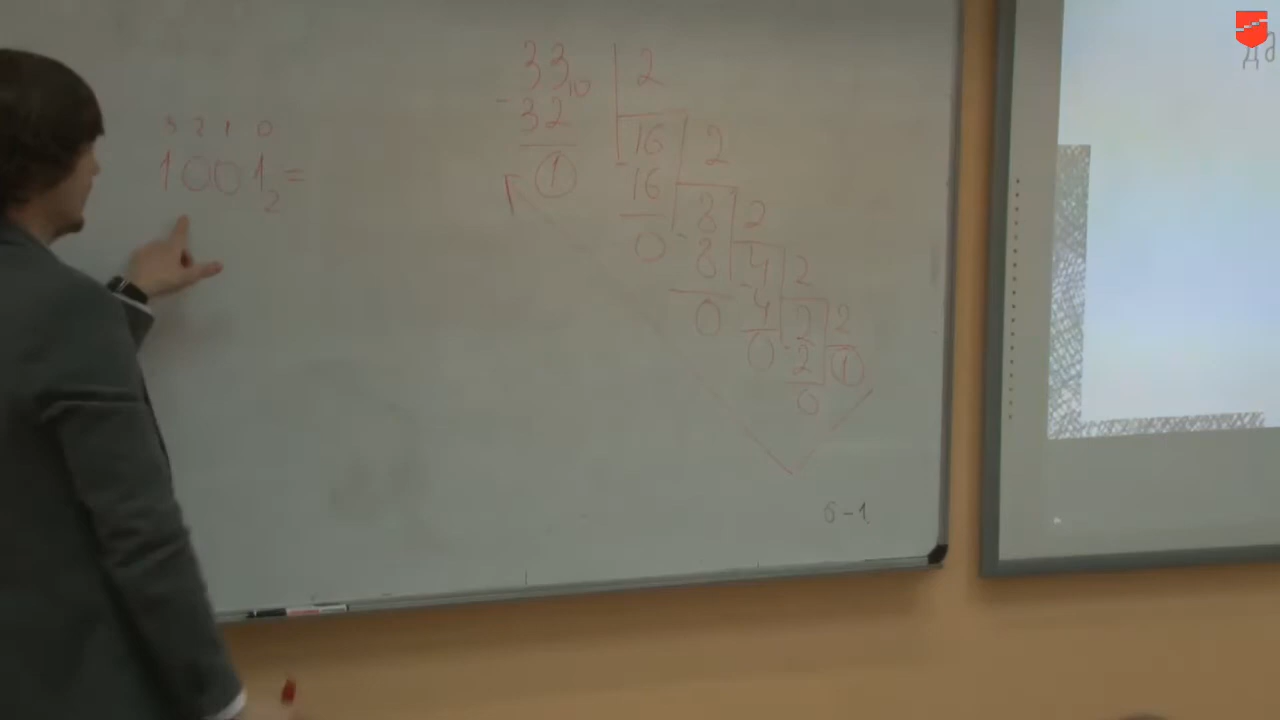 3 2 1 0
1001₂ =
33₁₀ 2
- 32 16 2
1 - 16 8 2
0 - 8 4 2
0 - 4 2 2
0 - 2 1
0
6-1
да